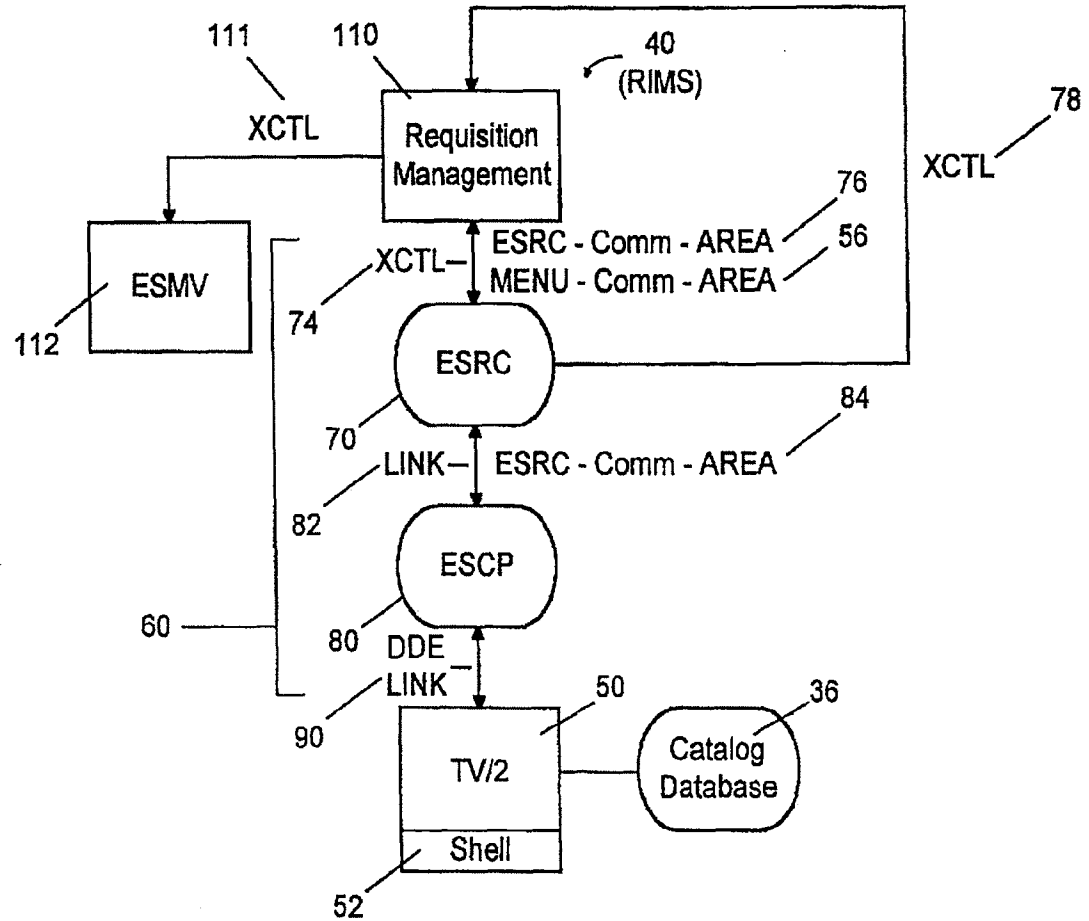 111
110
40
(RIMS)
78
XCTL
Requisition
Management
XCTL
76
ESRC - Comm - AREA
56
XCTL
MENU - Comm - AREA
74
ESMV
112
ESRC
84
70
LINK
ESRC - Comm - AREA
82
ESCP
60
80
DDE
LINK
50
36
90
TV/2
Catalog
Database
Shell
52